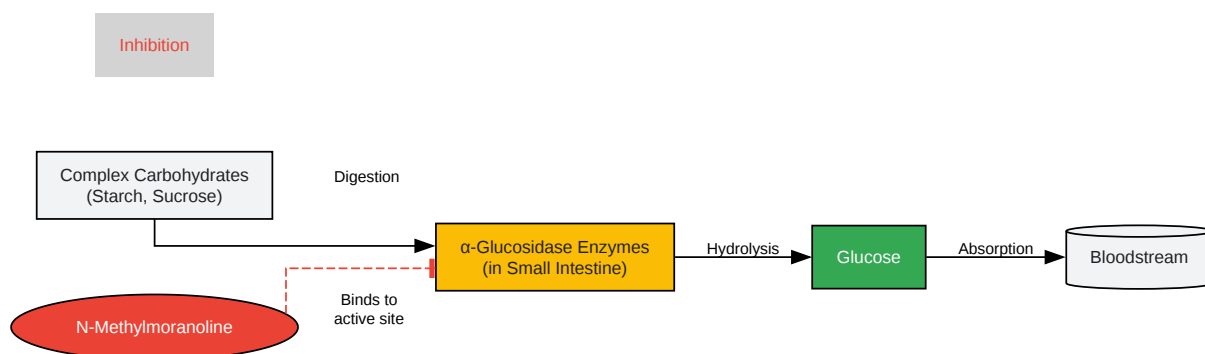 Inhibition
Complex Carbohydrates
(Starch, Sucrose)
Digestion
α-Glucosidase Enzymes
(in Small Intestine)
Hydrolysis
Glucose
Absorption
Bloodstream
Binds to
active site
N-Methylmoranoline